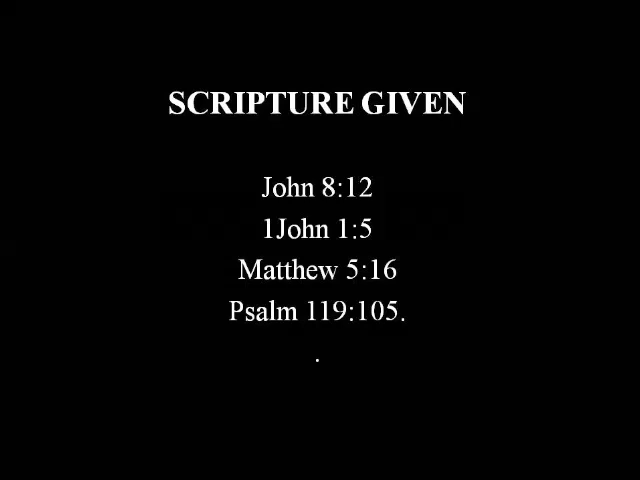 SCRIPTURE GIVEN
John 8:12
1John 1:5
Matthew 5:16
Psalm 119:105.
.